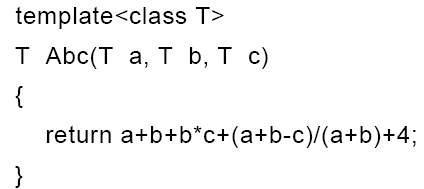 template<class T>
T Abc(T a, T b, T c)
{
return a+b+b*c+(a+b-c)/(a+b)+4;
}